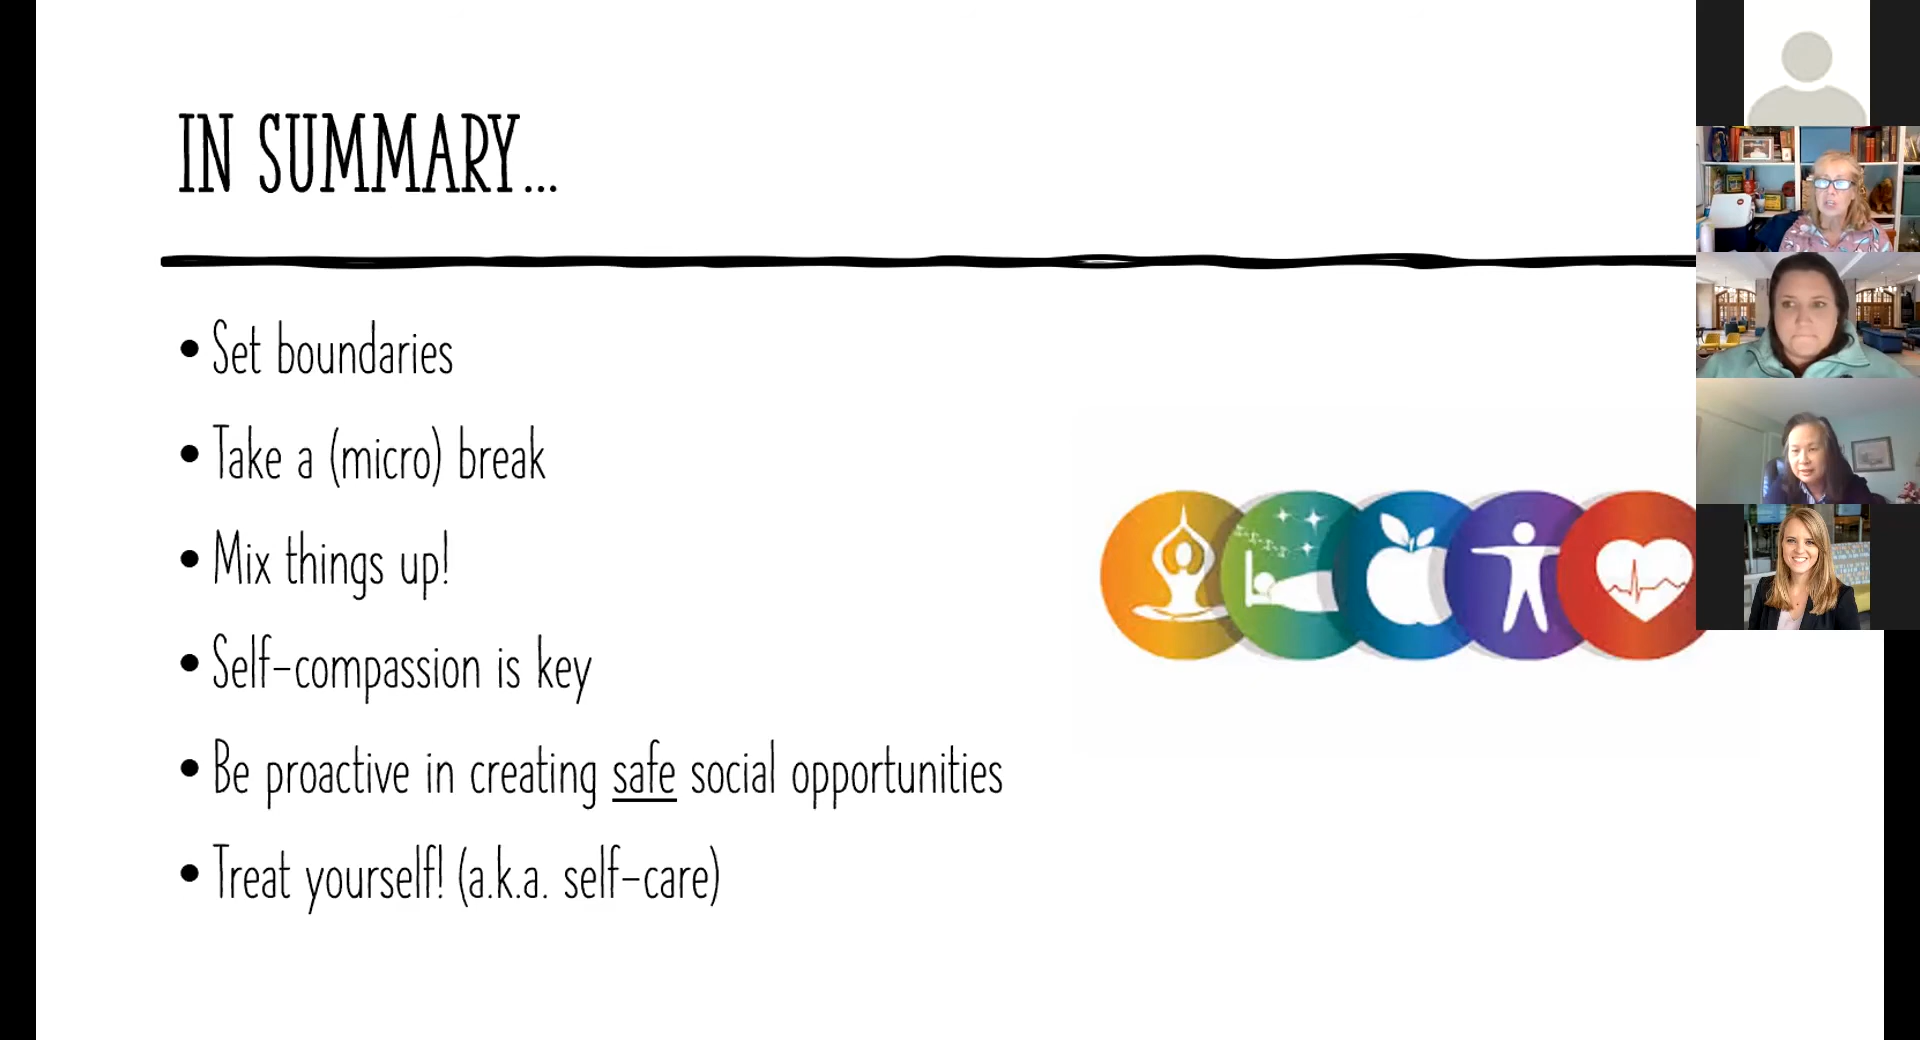 IN SUMMARY...
• Set boundaries
• Take a (micro) break
• Mix things up!
• Self-compassion is key
• Be proactive in creating safe social opportunities
• Treat yourself! (a.k.a. self-care)